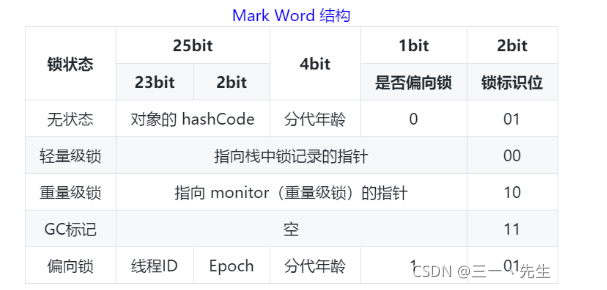 Mark Word 结构
锁状态 25bit 4bit 1bit 2bit
23bit 2bit 是否偏向锁 锁标识位
无状态 对象的 hashCode 分代年龄 0 01
轻量级锁 指向栈中锁记录的指针 00
重量级锁 指向 monitor（重量级锁）的指针 10
GC标记 空 11
偏向锁 线程ID Epoch 分代年龄 1 01
CSDN @三一丶先生